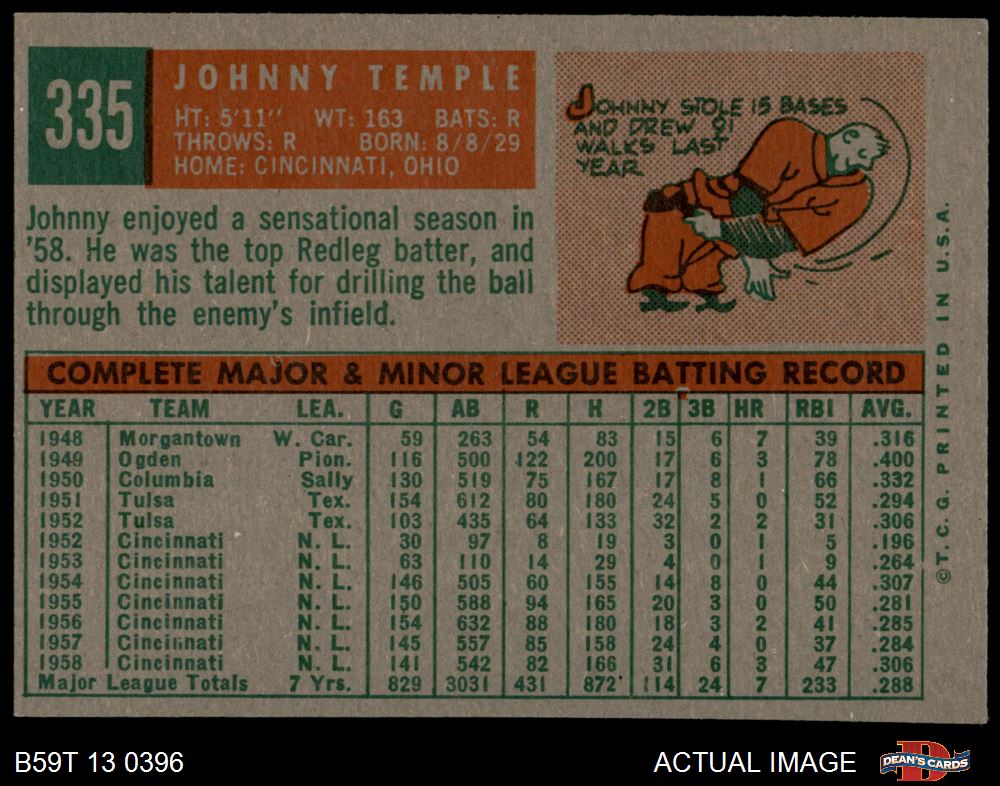 335
JOHNNY TEMPLE
HT: 5'11" WT: 163 BATS: R
THROWS: R BORN: 8/8/29
HOME: CINCINNATI, OHIO
JOHNNY STOLE 15 BASES
AND DREW 91
WALKS LAST
YEAR
Johnny enjoyed a sensational season in
'58. He was the top Redleg batter, and
displayed his talent for drilling the ball
through the enemy's infield.
COMPLETE MAJOR & MINOR LEAGUE BATTING RECORD
YEAR TEAM LEA. G AB R H 2B 3B HR RBI AVG.
1948 Morgantown W. Car. 59 263 54 83 15 6 7 39 .316
1949 Ogden Pion. 116 500 122 200 17 6 3 78 .400
1950 Columbia Sally 130 519 75 167 17 8 1 66 .332
1951 Tulsa Tex. 154 612 80 180 24 5 0 52 .294
1952 Tulsa Tex. 103 435 64 133 32 2 2 31 .306
1952 Cincinnati N. L. 30 97 8 19 3 0 1 5 .196
1953 Cincinnati N. L. 63 110 14 29 4 0 1 9 .264
1954 Cincinnati N. L. 146 505 60 155 14 8 0 44 .307
1955 Cincinnati N. L. 150 588 94 165 20 3 0 50 .281
1956 Cincinnati N. L. 154 632 88 180 18 3 2 41 .285
1957 Cincinnati N. L. 145 557 85 158 24 4 0 37 .284
1958 Cincinnati N. L. 141 542 82 166 31 6 3 47 .306
Major League Totals 7 Yrs. 829 3031 431 872 114 24 7 233 .288
©T. C. G. PRINTED IN U.S.A.
B59T 13 0396
ACTUAL IMAGE
D
DEAN'S CARDS